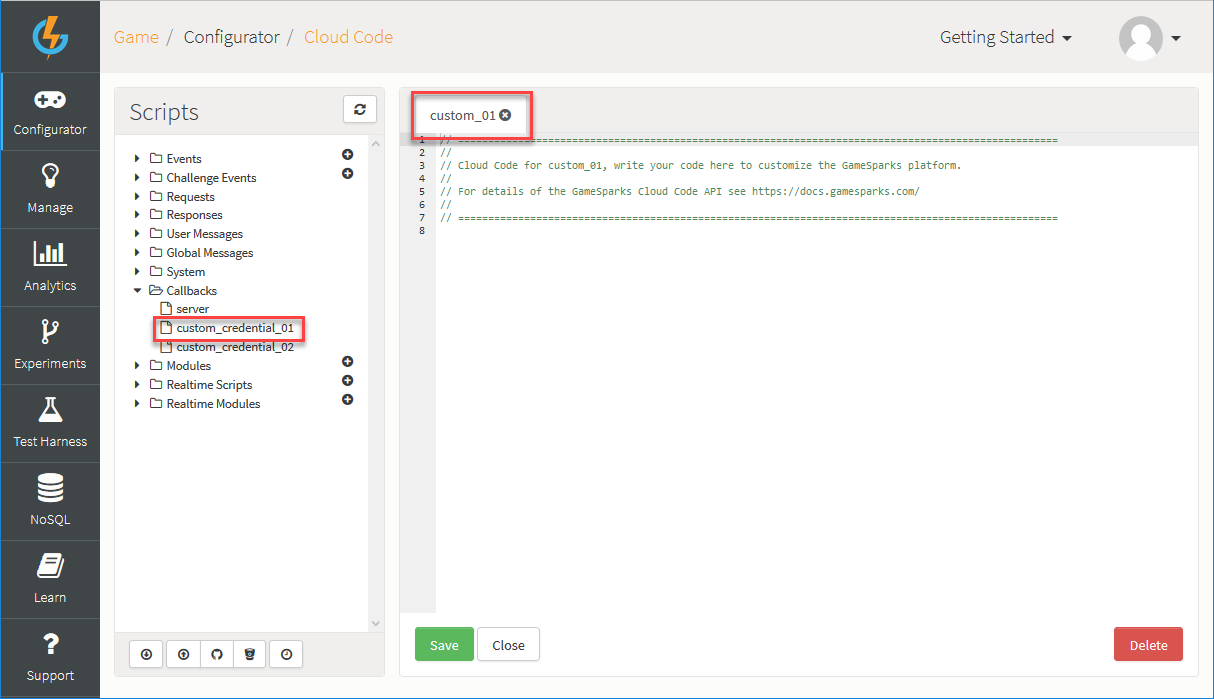 Game / Configurator / Cloud Code
Getting Started
Configurator
Manage
Analytics
Experiments
Test Harness
NoSQL
Learn
Support
Scripts
Events
Challenge Events
Requests
Responses
User Messages
Global Messages
System
Callbacks
server
custom_credential_01
custom_credential_02
Modules
Realtime Scripts
Realtime Modules
custom_01
1 // ====================================================================================================
2 //
3 // Cloud Code for custom_01, write your code here to customize the GameSparks platform.
4 //
5 // For details of the GameSparks Cloud Code API see https://docs.gamesparks.com/
6 //
7 // ====================================================================================================
8
Save
Close
Delete